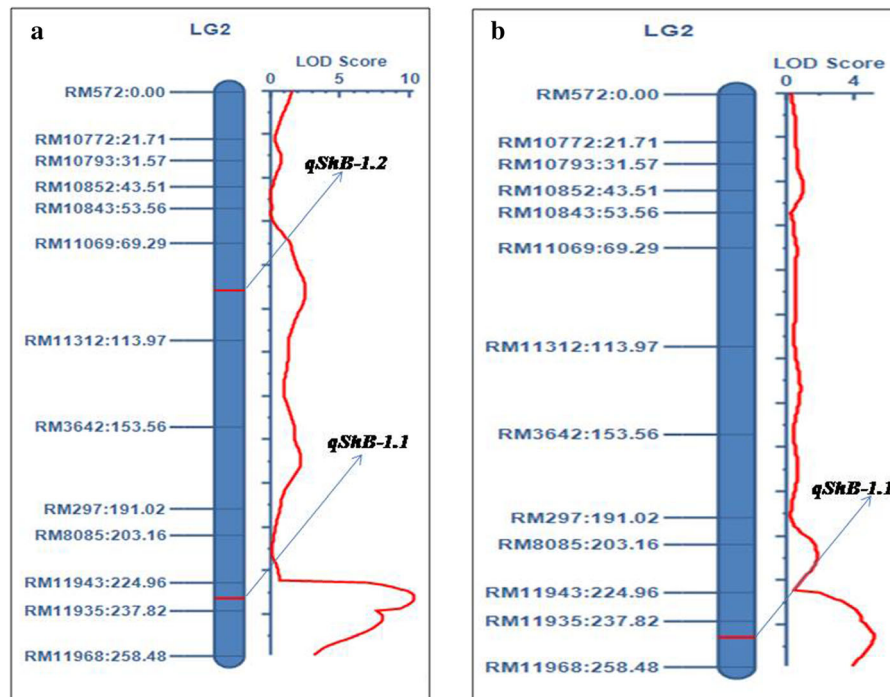 a
LG2
LOD Score
0 5 10
RM572:0.00
RM10772:21.71
RM10793:31.57
qShB-1.2
RM10852:43.51
RM10843:53.56
RM11069:69.29
RM11312:113.97
RM3642:153.56
qShB-1.1
RM297:191.02
RM8085:203.16
RM11943:224.96
RM11935:237.82
RM11968:258.48
b
LG2
LOD Score
0 4
RM572:0.00
RM10772:21.71
RM10793:31.57
RM10852:43.51
RM10843:53.56
RM11069:69.29
RM11312:113.97
RM3642:153.56
qShB-1.1
RM297:191.02
RM8085:203.16
RM11943:224.96
RM11935:237.82
RM11968:258.48